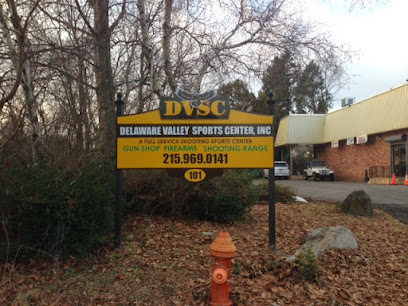 DVSC
DELAWARE VALLEY SPORTS CENTER, INC
A FULL SERVICE SHOOTING SPORTS CENTER
GUN SHOP FIREARMS SHOOTING RANGE
215.969.0141
101